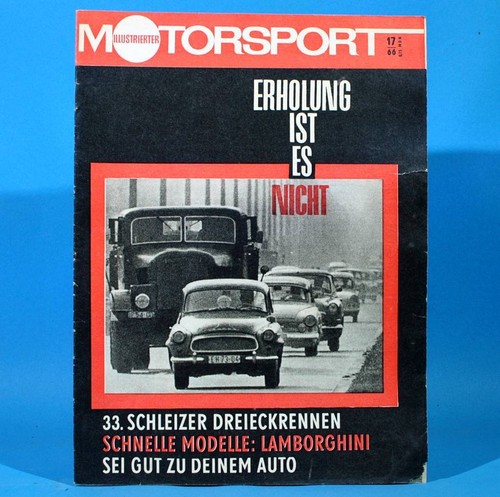 MOTORSPORT
ILLUSTRIERTER
17
66
ERHOLUNG
IST
ES
NICHT
33. SCHLEIZER DREIECKRENNEN
SCHNELLE MODELLE: LAMBORGHINI
SEI GUT ZU DEINEM AUTO